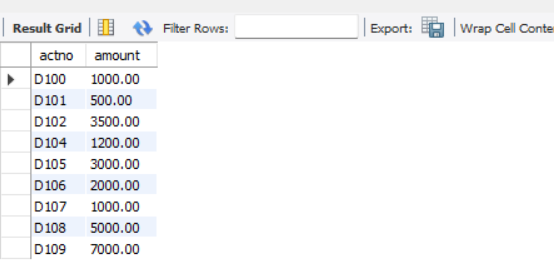 Result Grid Filter Rows: Export: Wrap Cell Conte
actno amount
D100 1000.00
D101 500.00
D102 3500.00
D104 1200.00
D105 3000.00
D106 2000.00
D107 1000.00
D108 5000.00
D109 7000.00